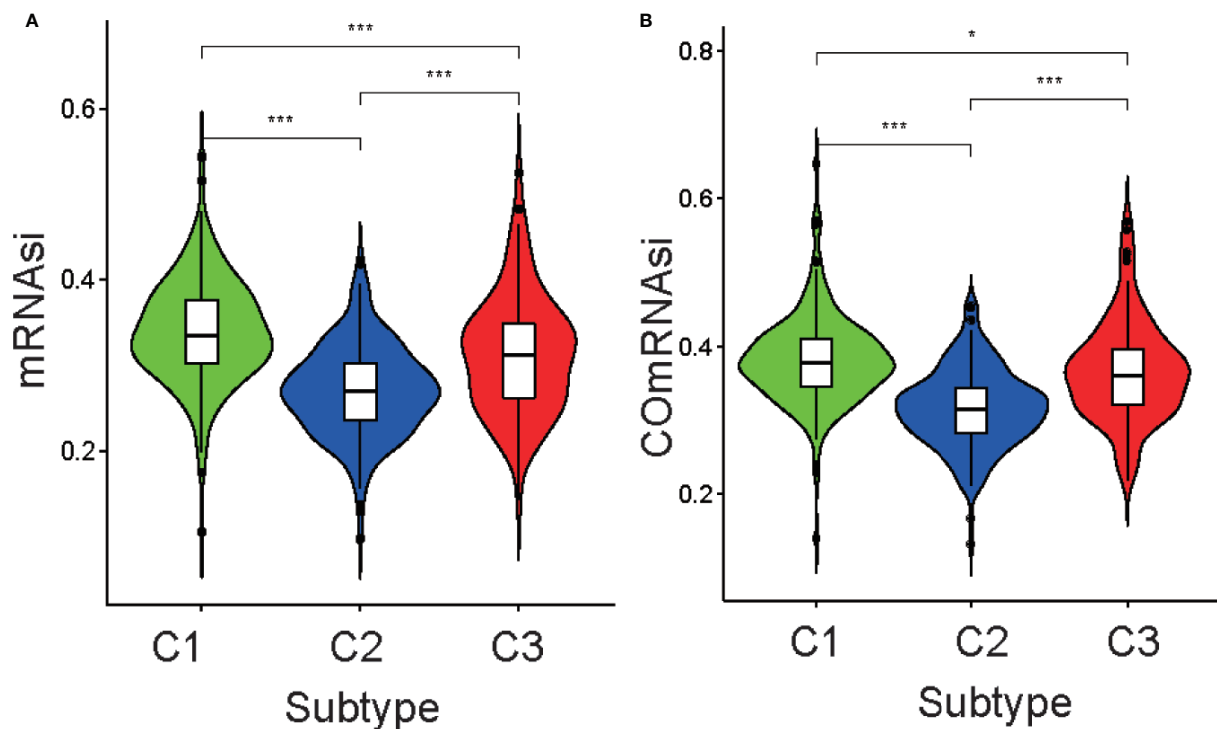 A
mRNAsi
0.6
0.4
0.2
***
***
***
C1 C2 C3
Subtype
B
COmRNAsi
0.8
0.6
0.4
0.2
*
***
***
C1 C2 C3
Subtype